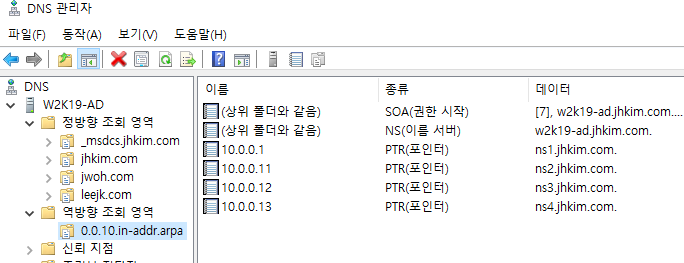 DNS 관리자
파일(F) 동작(A) 보기(V) 도움말(H)
DNS
W2K19-AD
정방향 조회 영역
_msdcs.jhkim.com
jhkim.com
jwoh.com
leejk.com
역방향 조회 영역
0.0.10.in-addr.arpa
신뢰 지점
이름 종류 데이터
(상위 폴더와 같음) SOA(권한 시작) [7], w2k19-ad.jhkim.com....
(상위 폴더와 같음) NS(이름 서버) w2k19-ad.jhkim.com.
10.0.0.1 PTR(포인터) ns1.jhkim.com.
10.0.0.11 PTR(포인터) ns2.jhkim.com.
10.0.0.12 PTR(포인터) ns3.jhkim.com.
10.0.0.13 PTR(포인터) ns4.jhkim.com.